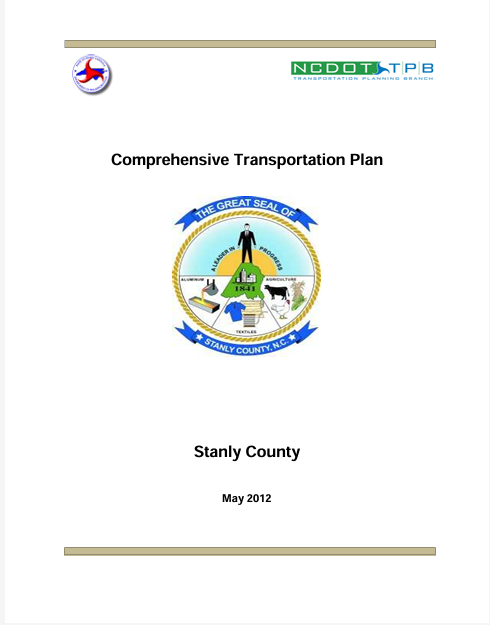 NCDOT TPB
TRANSPORTATION PLANNING BRANCH
Comprehensive Transportation Plan
THE GREAT SEAL OF
A LEADER IN PROGRESS
ALUMINUM
AGRICULTURE
1841
TEXTILES
STANLY COUNTY, N.C.
Stanly County
May 2012